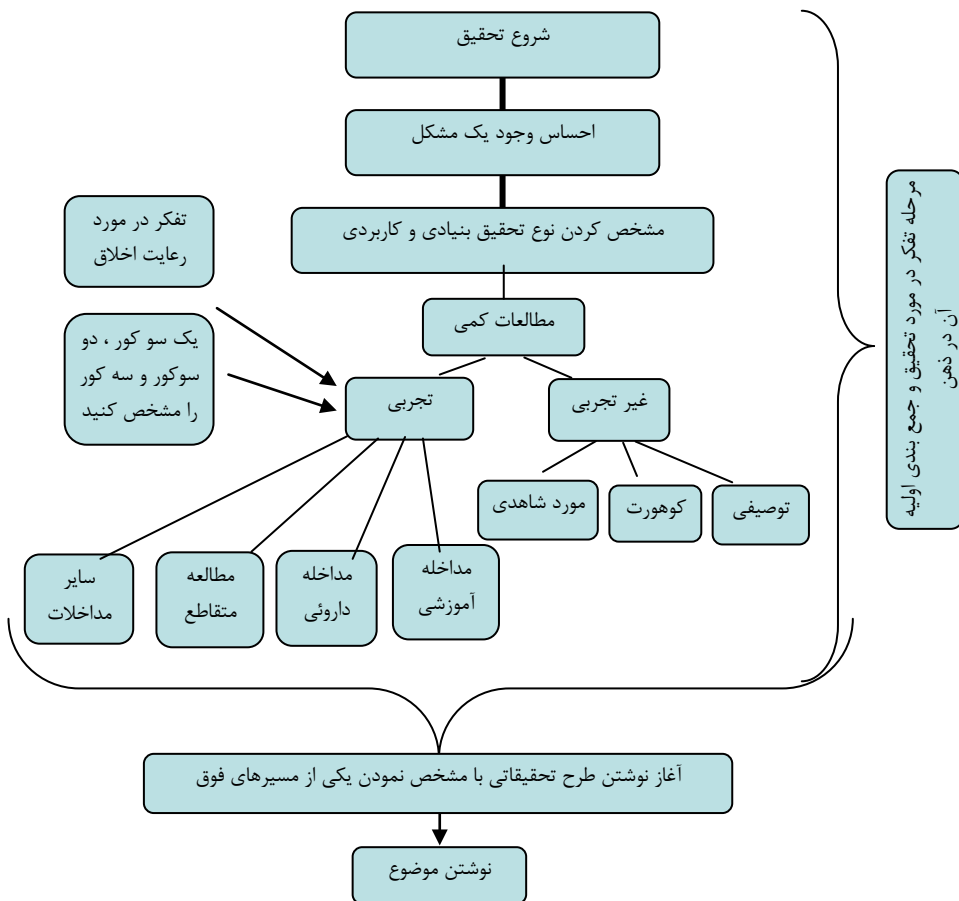 شروع تحقیق
احساس وجود یک مشکل
مشخص کردن نوع تحقیق بنیادی و کاربردی
تفکر در مورد
رعایت اخلاق
مطالعات کمی
یک سو کور ، دو
سوکور و سه کور
را مشخص کنید
غیر تجربی
تجربی
توصیفی
کوهورت
مورد شاهدی
مداخله
آموزشی
مداخله
داروئی
مطالعه
متقاطع
سایر
مداخلات
مرحله تفکر در مورد تحقیق و جمع بندی اولیه
آن در ذهن
آغاز نوشتن طرح تحقیقاتی با مشخص نمودن یکی از مسیرهای فوق
نوشتن موضوع